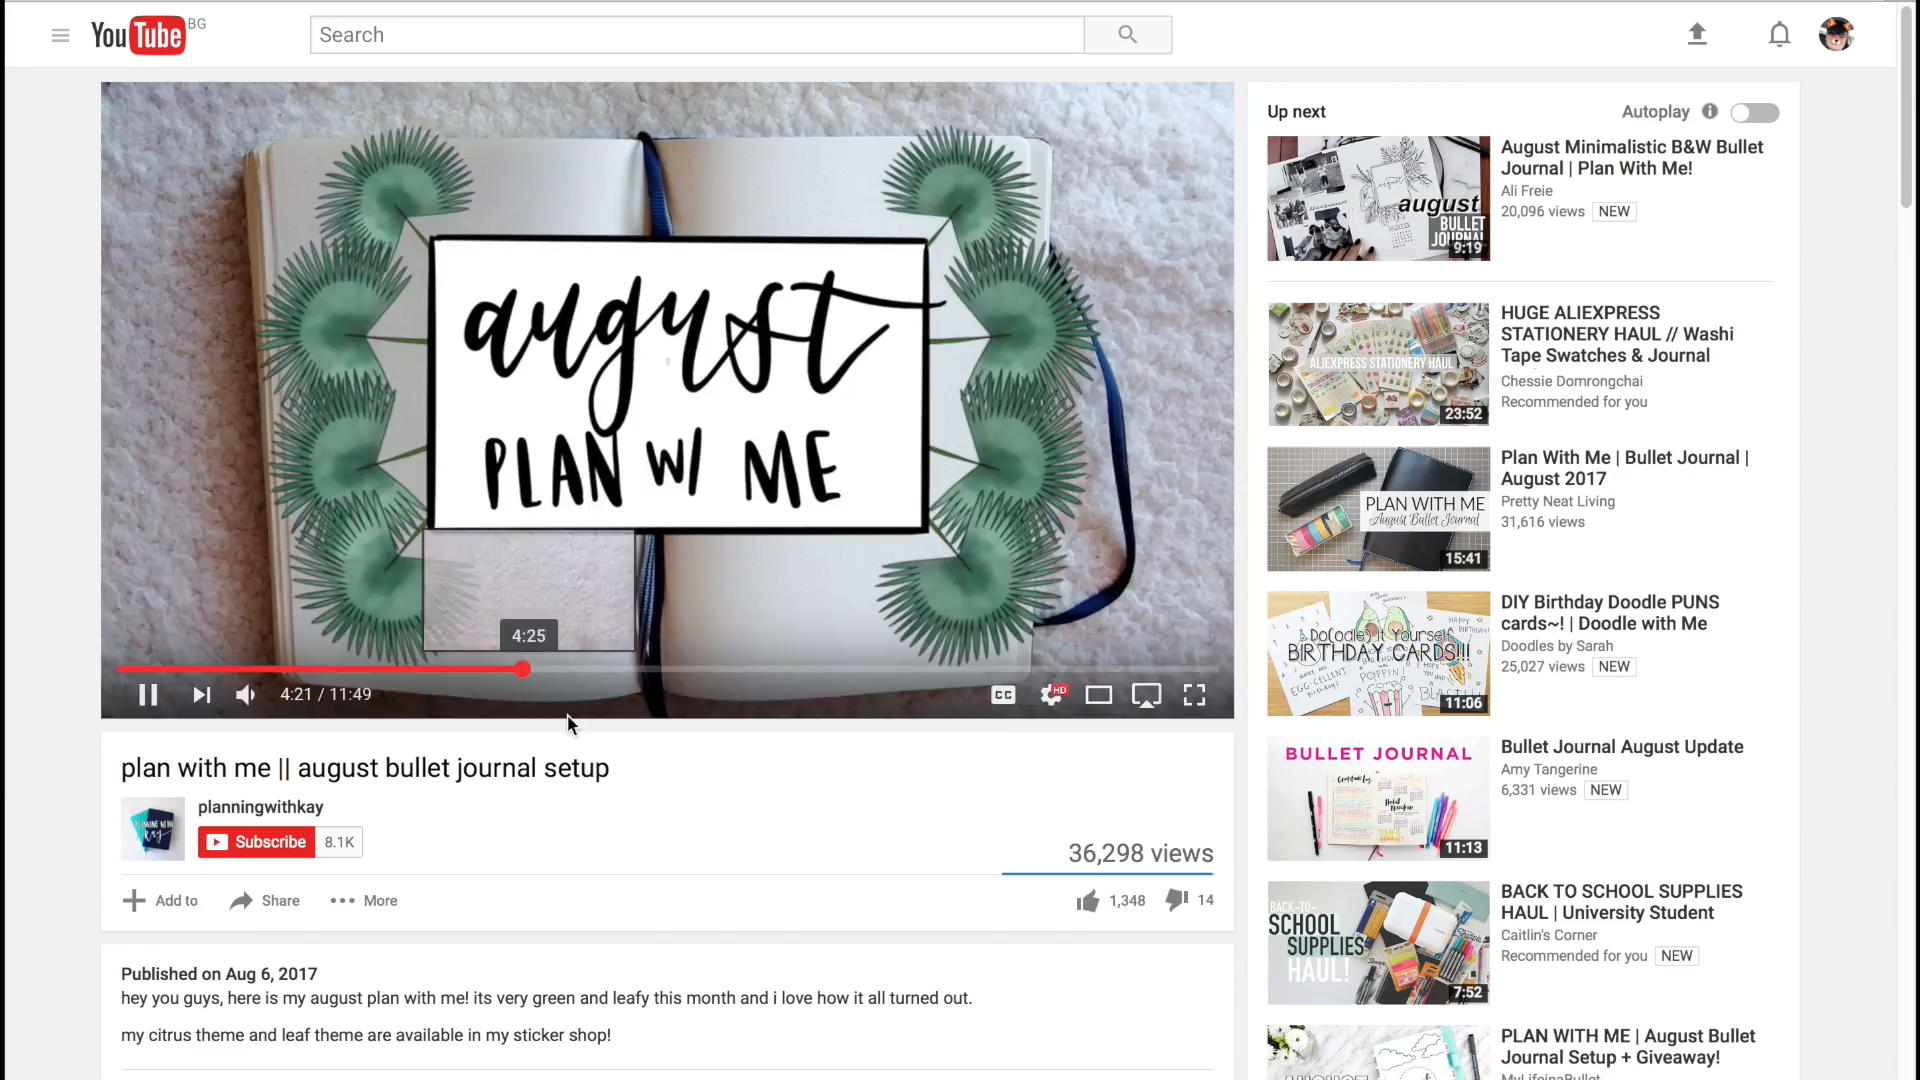 YouTube BG
Search
august
PLAN W/ ME
4:25
4:21 / 11:49
CC
HD
plan with me || august bullet journal setup
planningwithkay
Subscribe 8.1K
36,298 views
Add to Share More
1,348 14
Published on Aug 6, 2017
hey you guys, here is my august plan with me! its very green and leafy this month and i love how it all turned out.
my citrus theme and leaf theme are available in my sticker shop!
Up next Autoplay
august
BULLET
JOURNAL
9:19
August Minimalistic B&W Bullet
Journal | Plan With Me!
Ali Freie
20,096 views NEW
ALIEXPRESS STATIONERY HAUL
23:52
HUGE ALIEXPRESS
STATIONERY HAUL // Washi
Tape Swatches & Journal
Chessie Domrongchai
Recommended for you
PLAN WITH ME
August Bullet Journal
15:41
Plan With Me | Bullet Journal |
August 2017
Pretty Neat Living
31,616 views
Do(odle) It Yourself
BIRTHDAY CARDS!!!
11:06
DIY Birthday Doodle PUNS
cards~! | Doodle with Me
Doodles by Sarah
25,027 views NEW
BULLET JOURNAL
11:13
Bullet Journal August Update
Amy Tangerine
6,331 views NEW
BACK-TO-
SCHOOL
SUPPLIES
HAUL!
7:52
BACK TO SCHOOL SUPPLIES
HAUL | University Student
Caitlin's Corner
Recommended for you NEW
PLAN WITH ME | August Bullet
Journal Setup + Giveaway!